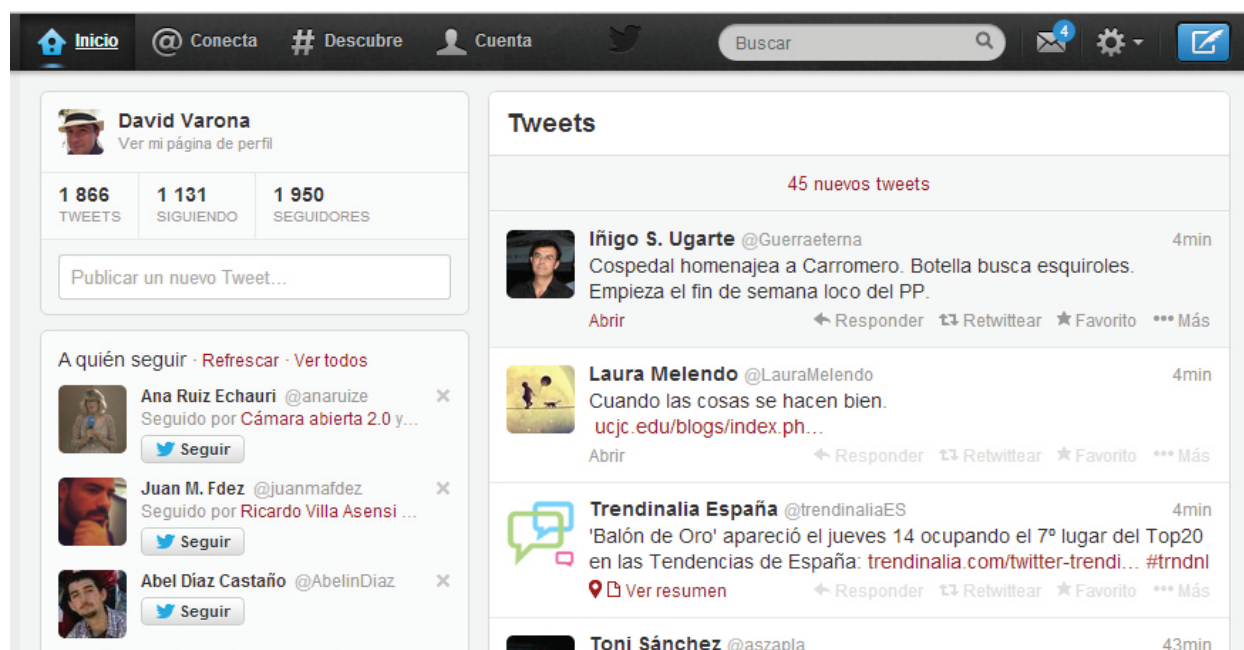 Inicio
Conecta
Descubre
Cuenta
Buscar
4
David Varona
Ver mi página de perfil
1 866
TWEETS
1 131
SIGUIENDO
1 950
SEGUIDORES
Publicar un nuevo Tweet...
A quién seguir · Refrescar · Ver todos
Ana Ruiz Echauri @anaruize
Seguido por Cámara abierta 2.0 y...
Seguir
Juan M. Fdez @juanmafdez
Seguido por Ricardo Villa Asensi ...
Seguir
Abel Díaz Castaño @AbelinDiaz
Seguir
Tweets
45 nuevos tweets
Iñigo S. Ugarte @Guerraeterna 4min
Cospedal homenajea a Carromero. Botella busca esquiroles.
Empieza el fin de semana loco del PP.
Abrir Responder Retwittear Favorito Más
Laura Melendo @LauraMelendo 4min
Cuando las cosas se hacen bien.
ucjc.edu/blogs/index.ph...
Abrir Responder Retwittear Favorito Más
Trendinalia España @trendinaliaES 4min
'Balón de Oro' apareció el jueves 14 ocupando el 7º lugar del Top20
en las Tendencias de España: trendinalia.com/twitter-trendi... #trndnl
Ver resumen Responder Retwittear Favorito Más
Toni Sánchez @aszapla 43min